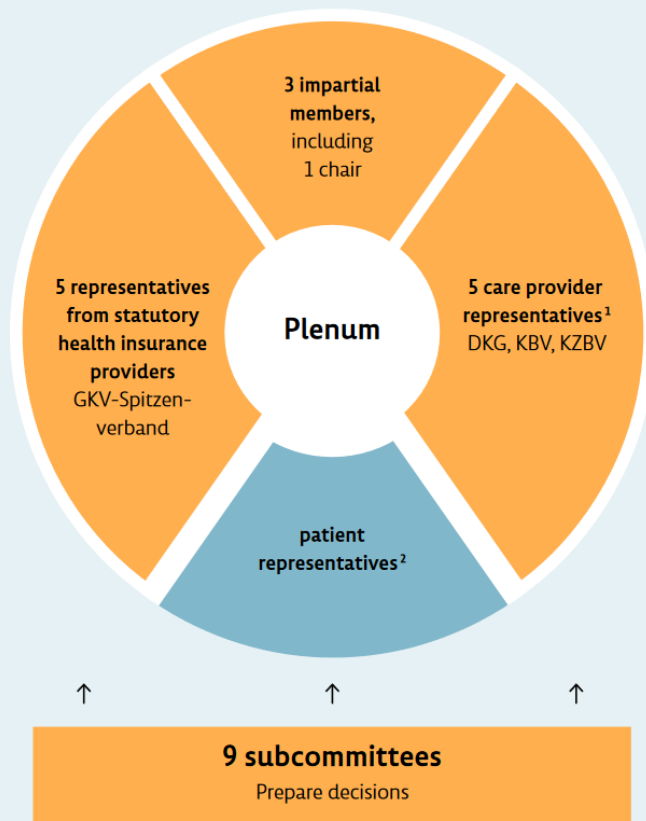 3 impartial
members,
including
1 chair
5 representatives
from statutory
health insurance
providers
GKV-Spitzen-
verband
Plenum
5 care provider
representatives¹
DKG, KBV, KZBV
patient
representatives²
↑ ↑ ↑
9 subcommittees
Prepare decisions